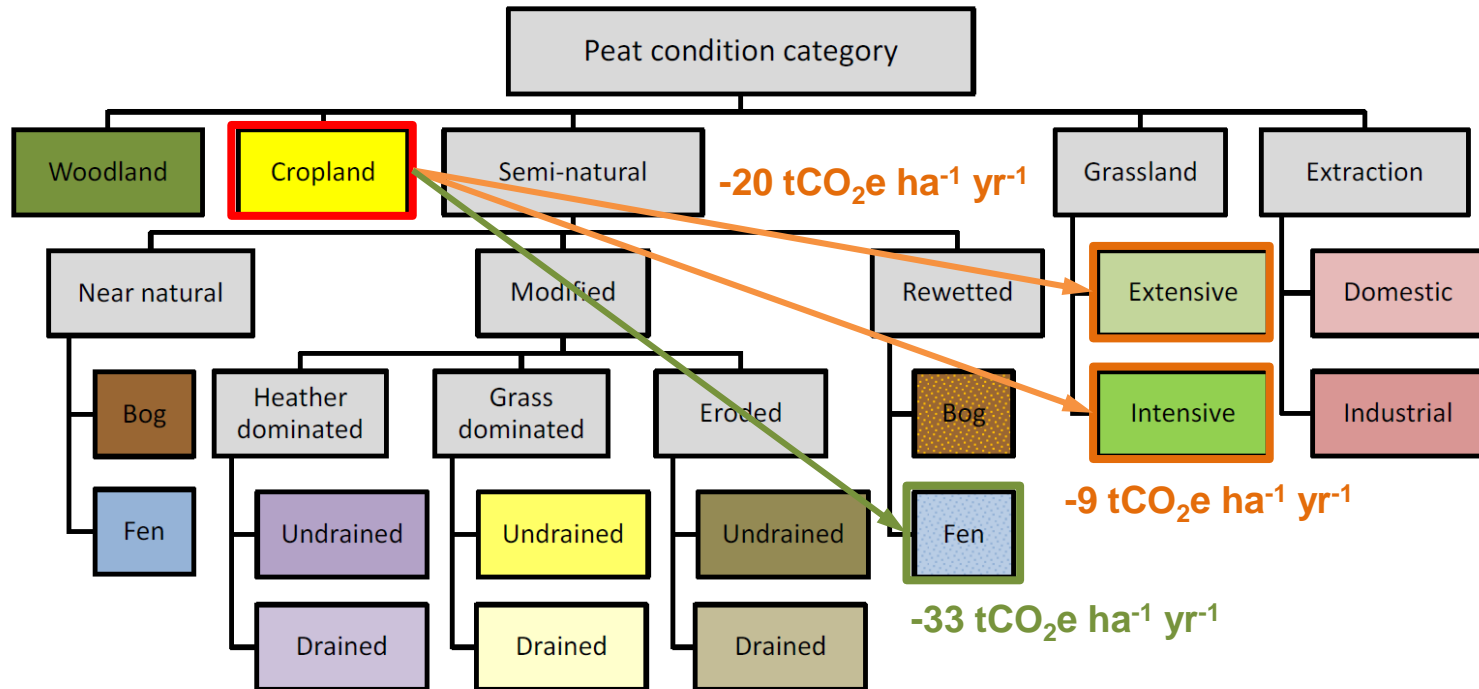 Peat condition category
Woodland
Cropland
Semi-natural
-20 tCO₂e ha⁻¹ yr⁻¹
Grassland
Extraction
Near natural
Modified
Rewetted
Extensive
Domestic
Bog
Heather
dominated
Grass
dominated
Eroded
Bog
Intensive
Industrial
-9 tCO₂e ha⁻¹ yr⁻¹
Fen
Undrained
Undrained
Undrained
Fen
-33 tCO₂e ha⁻¹ yr⁻¹
Drained
Drained
Drained